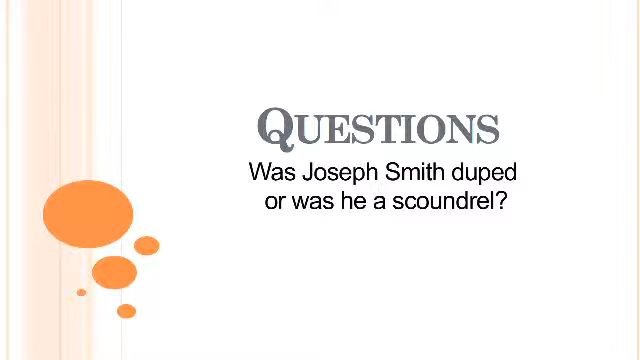 QUESTIONS
Was Joseph Smith duped
or was he a scoundrel?